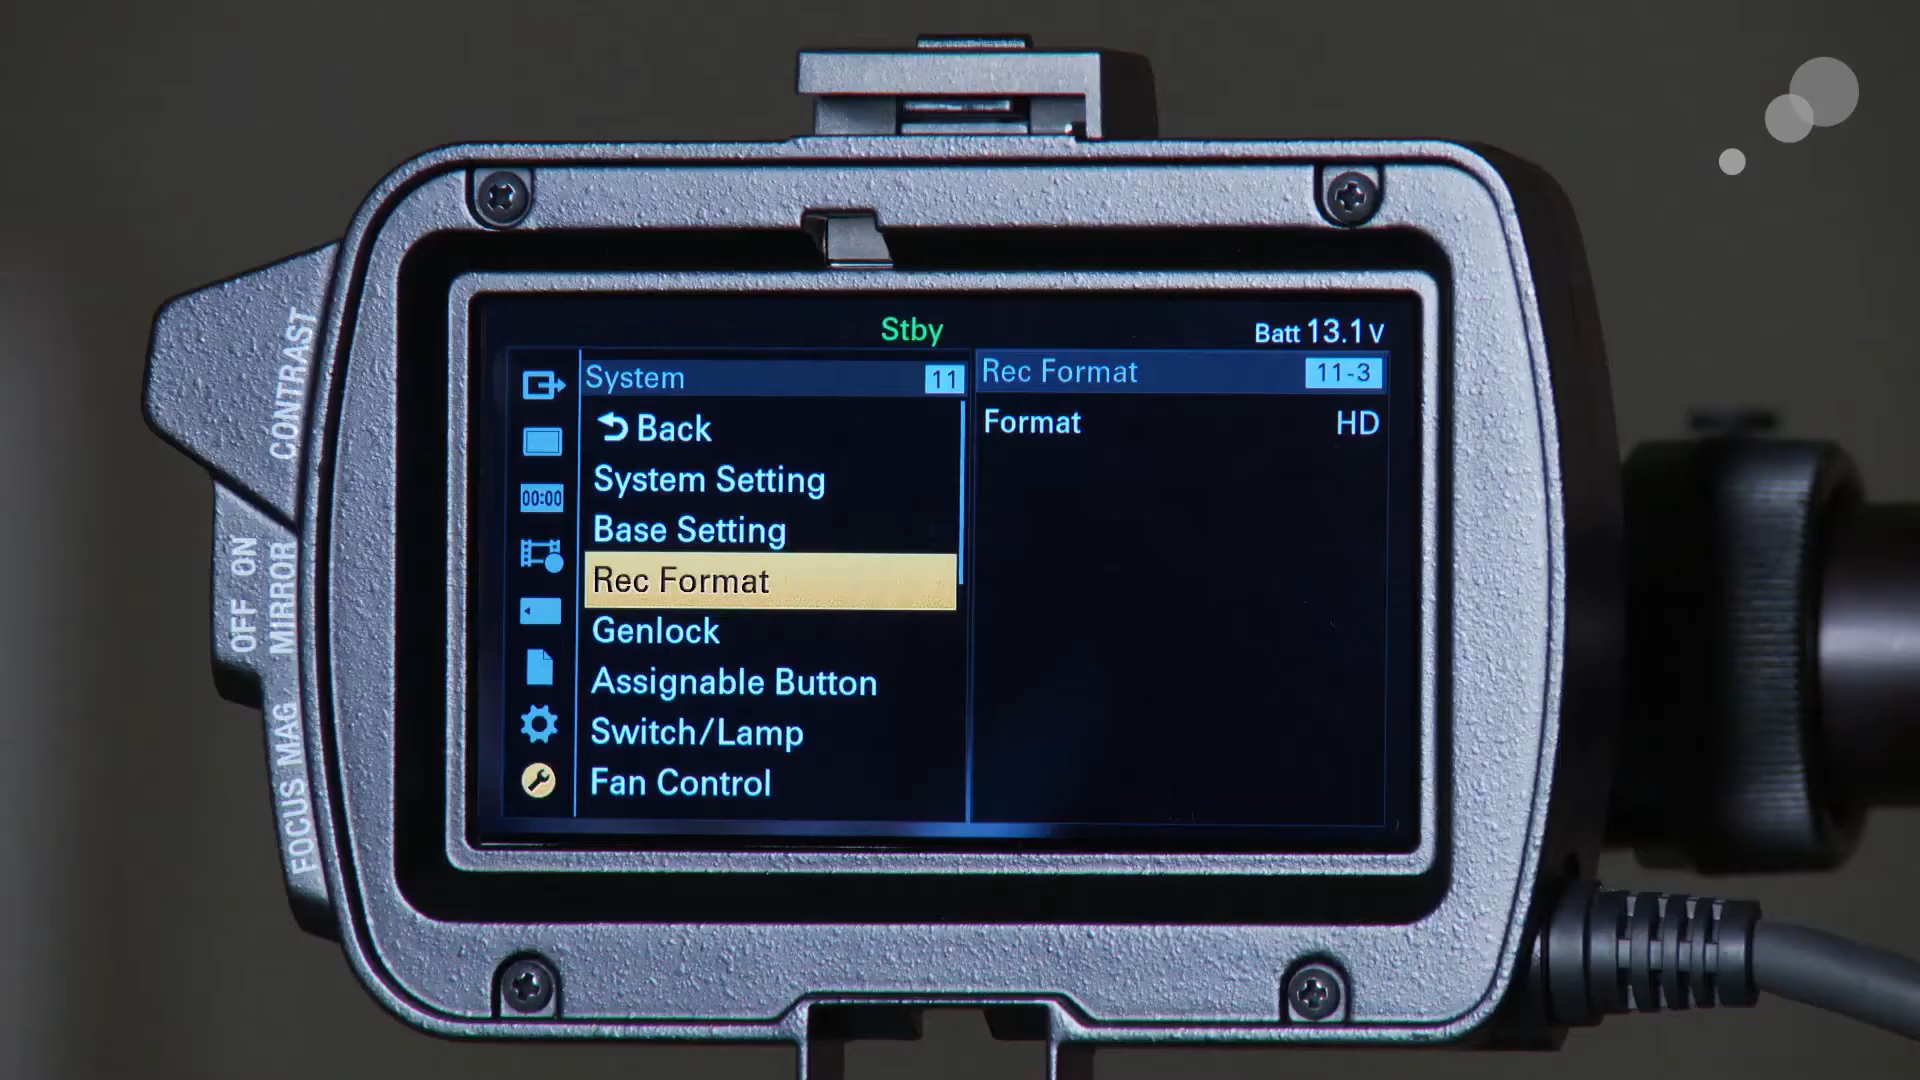 CONTRAST
OFF ON
MIRROR
FOCUS MAG
Stby
Batt 13.1 V
System 11
Back
System Setting
Base Setting
Rec Format
Genlock
Assignable Button
Switch/Lamp
Fan Control
00:00
Rec Format 11-3
Format HD